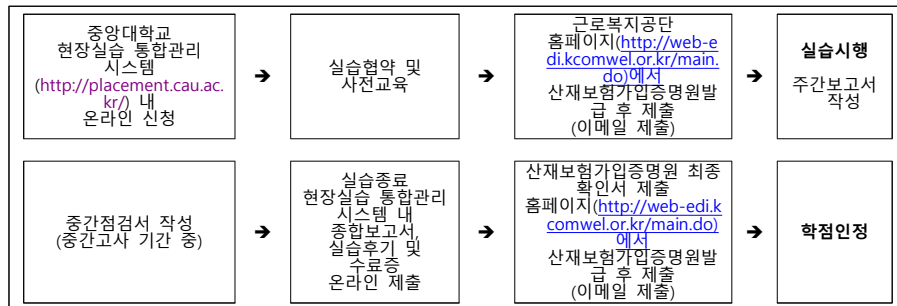 중앙대학교
현장실습 통합관리
시스템
(http://placement.cau.ac.
kr/) 내
온라인 신청
➔
실습협약 및
사전교육
➔
근로복지공단
홈페이지(http://web-e
di.kcomwel.or.kr/main.
do)에서
산재보험가입증명원발
급 후 제출
(이메일 제출)
➔
실습시행
주간보고서
작성
중간점검서 작성
(중간고사 기간 중)
➔
실습종료
현장실습 통합관리
시스템 내
종합보고서,
실습후기 및
수료증
온라인 제출
➔
산재보험가입증명원 최종
확인서 제출
홈페이지(http://web-edi.k
comwel.or.kr/main.do)
에서
산재보험가입증명원발
급 후 제출
(이메일 제출)
➔
학점인정